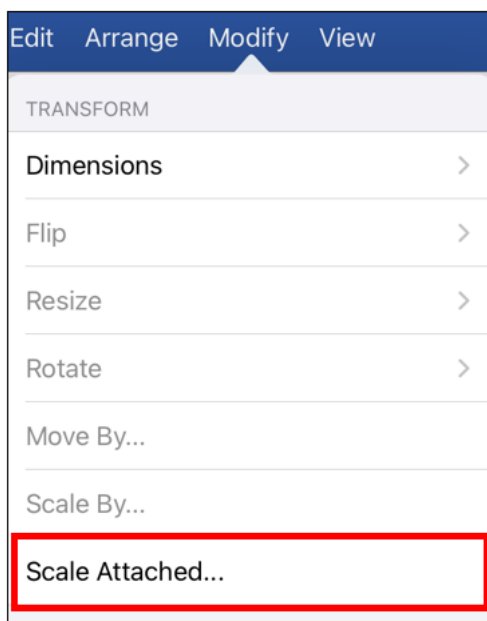 Edit Arrange Modify View
TRANSFORM
Dimensions
Flip
Resize
Rotate
Move By...
Scale By...
Scale Attached...